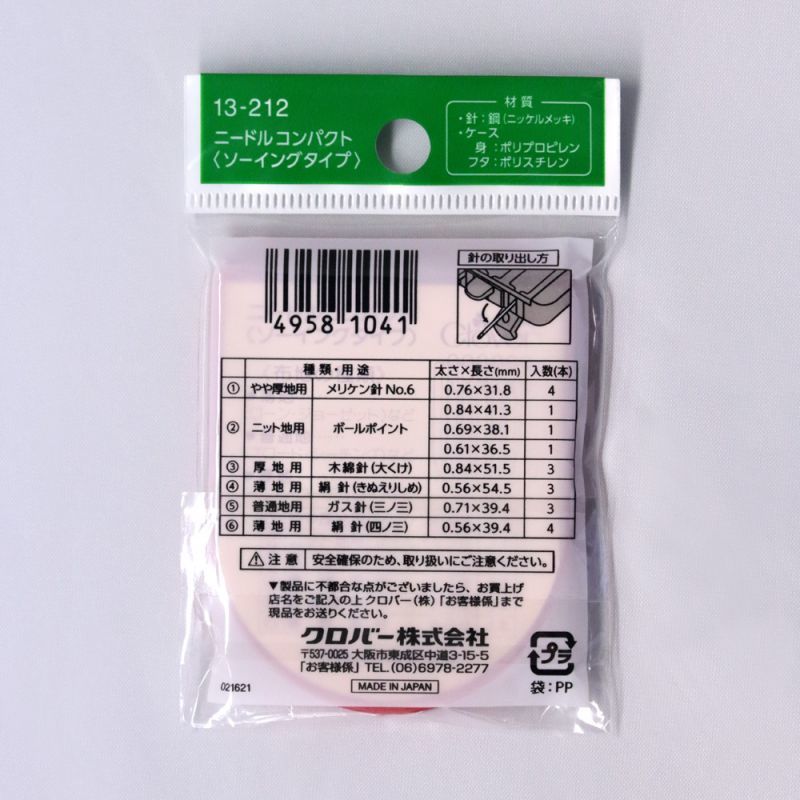 13-212
ニードルコンパクト
〈ソーイングタイプ〉
材質
・針：鋼（ニッケルメッキ）
・ケース
身：ポリプロピレン
フタ：ポリスチレン
49581041
針の取り出し方
種類・用途 太さ×長さ(mm) 入数(本)
① やや厚地用 メリケン針No.6 0.76×31.8 4
② ニット地用 ボールポイント 0.84×41.3 1
0.69×38.1 1
0.61×36.5 1
③ 厚地用 木綿針(大くけ) 0.84×51.5 3
④ 薄地用 絹針(きぬえりしめ) 0.56×54.5 3
⑤ 普通地用 ガス針(三ノ三) 0.71×39.4 3
⑥ 薄地用 絹針(四ノ三) 0.56×39.4 4
注意 安全確保のため、取り扱いにご注意ください。
▼製品に不都合な点がございましたら、お買上げ
店名をご記入の上クロバー(株)「お客様係」まで
現品をお送りください。
クロバー株式会社
〒537-0025 大阪市東成区中道3-15-5
「お客様係」TEL.(06)6978-2277
MADE IN JAPAN
021621
プラ
袋：PP